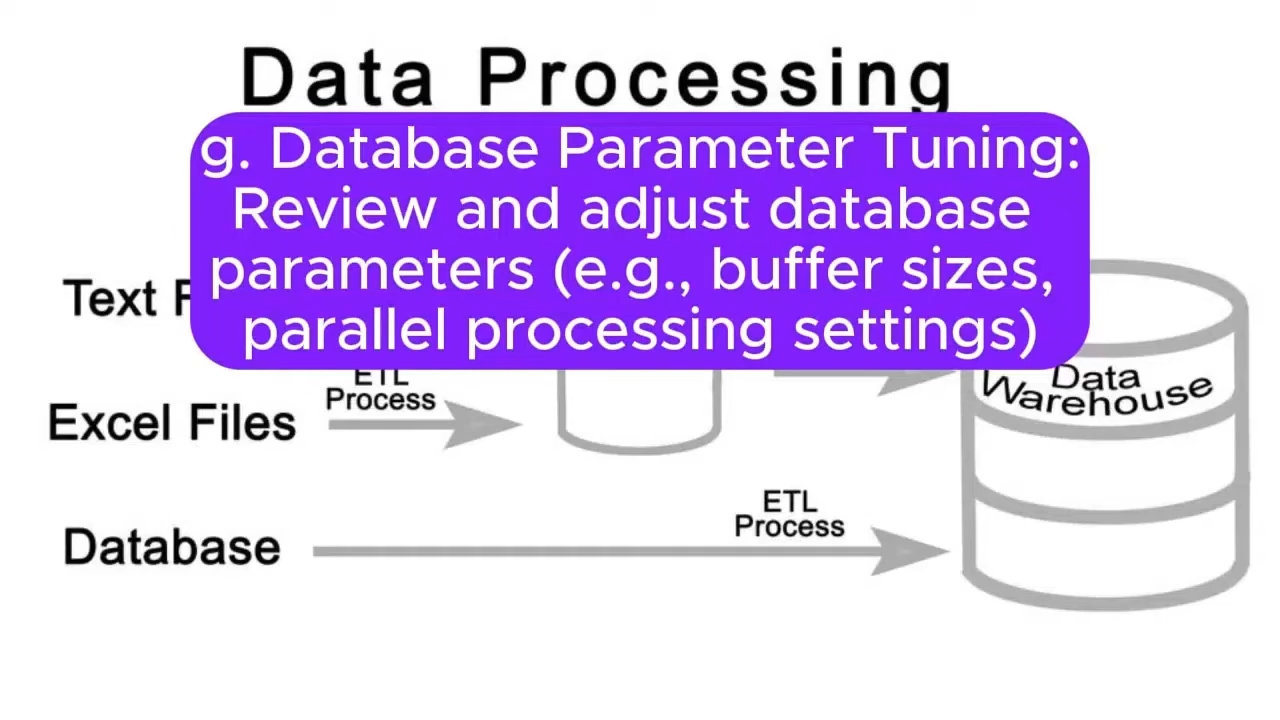 Data Processing
g. Database Parameter Tuning:
Review and adjust database
parameters (e.g., buffer sizes,
parallel processing settings)
Text
ETL
Process
Data
Warehouse
Excel Files
ETL
Process
Database